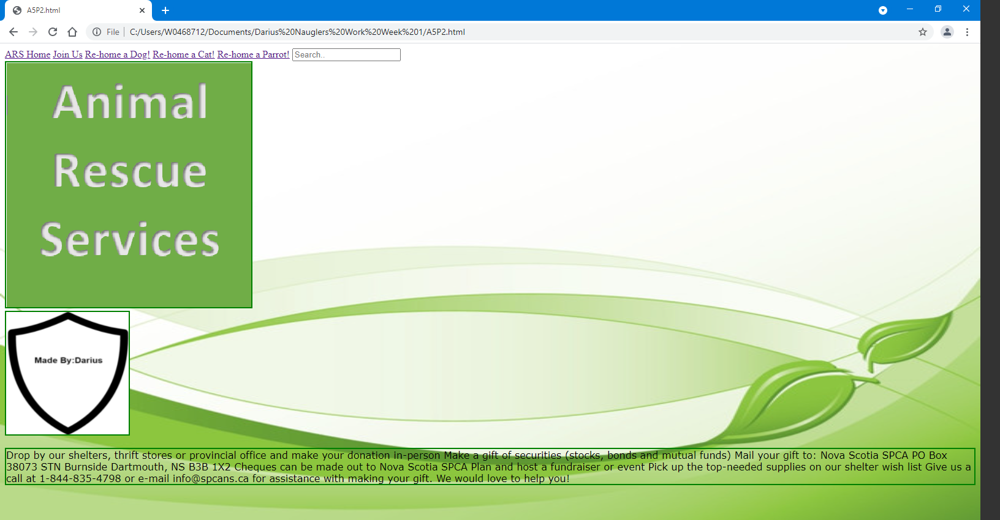 A5P2.html
File
C:/Users/W0468712/Documents/Darius%20Nauglers%20Work%20Week%201/A5P2.html
ARS Home Join Us Re-home a Dog! Re-home a Cat! Re-home a Parrot! Search..
Animal
Rescue
Services
Made By:Darius
Drop by our shelters, thrift stores or provincial office and make your donation in-person Make a gift of securities (stocks, bonds and mutual funds) Mail your gift to: Nova Scotia SPCA PO Box
38073 STN Burnside Dartmouth, NS B3B 1X2 Cheques can be made out to Nova Scotia SPCA Plan and host a fundraiser or event Pick up the top-needed supplies on our shelter wish list Give us a
call at 1-844-835-4798 or e-mail info@spcans.ca for assistance with making your gift. We would love to help you!